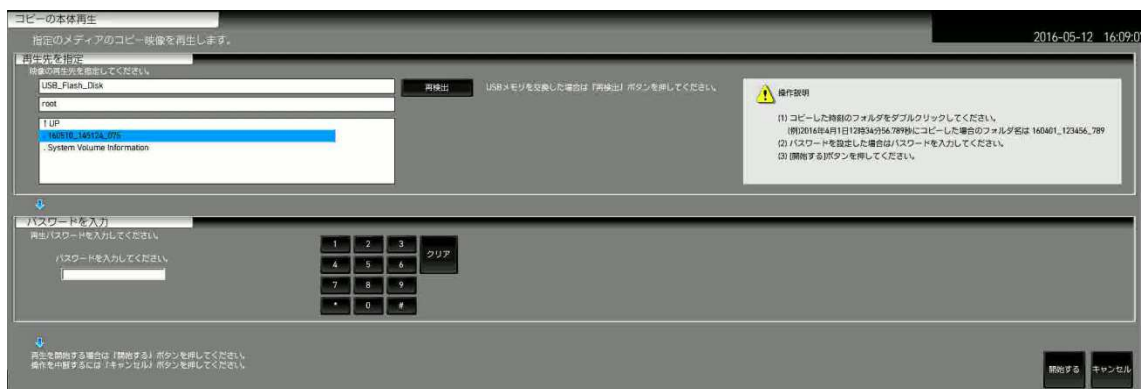 コピーの本体再生
指定のメディアのコピー映像を再生します。
2016-05-12 16:09:0
再生先を指定
映像の再生先を指定してください。
USB_Flash_Disk
再検出
USBメモリを交換した場合は「再検出」ボタンを押してください。
root
↑UP
. 160510_145124_075
. System Volume Information
操作説明
(1) コピーした時刻のフォルダをダブルクリックしてください。
(例)2016年4月1日12時34分56.789秒にコピーした場合のフォルダ名は 160401_123456_789
(2) パスワードを設定した場合はパスワードを入力してください。
(3) [開始する]ボタンを押してください。
パスワードを入力
再生パスワードを入力してください。
パスワードを入力してください。
1 2 3
クリア
4 5 6
7 8 9
* 0 #
再生を開始する場合は「開始する」ボタンを押してください。
操作を中断するには「キャンセル」ボタンを押してください。
開始する キャンセル